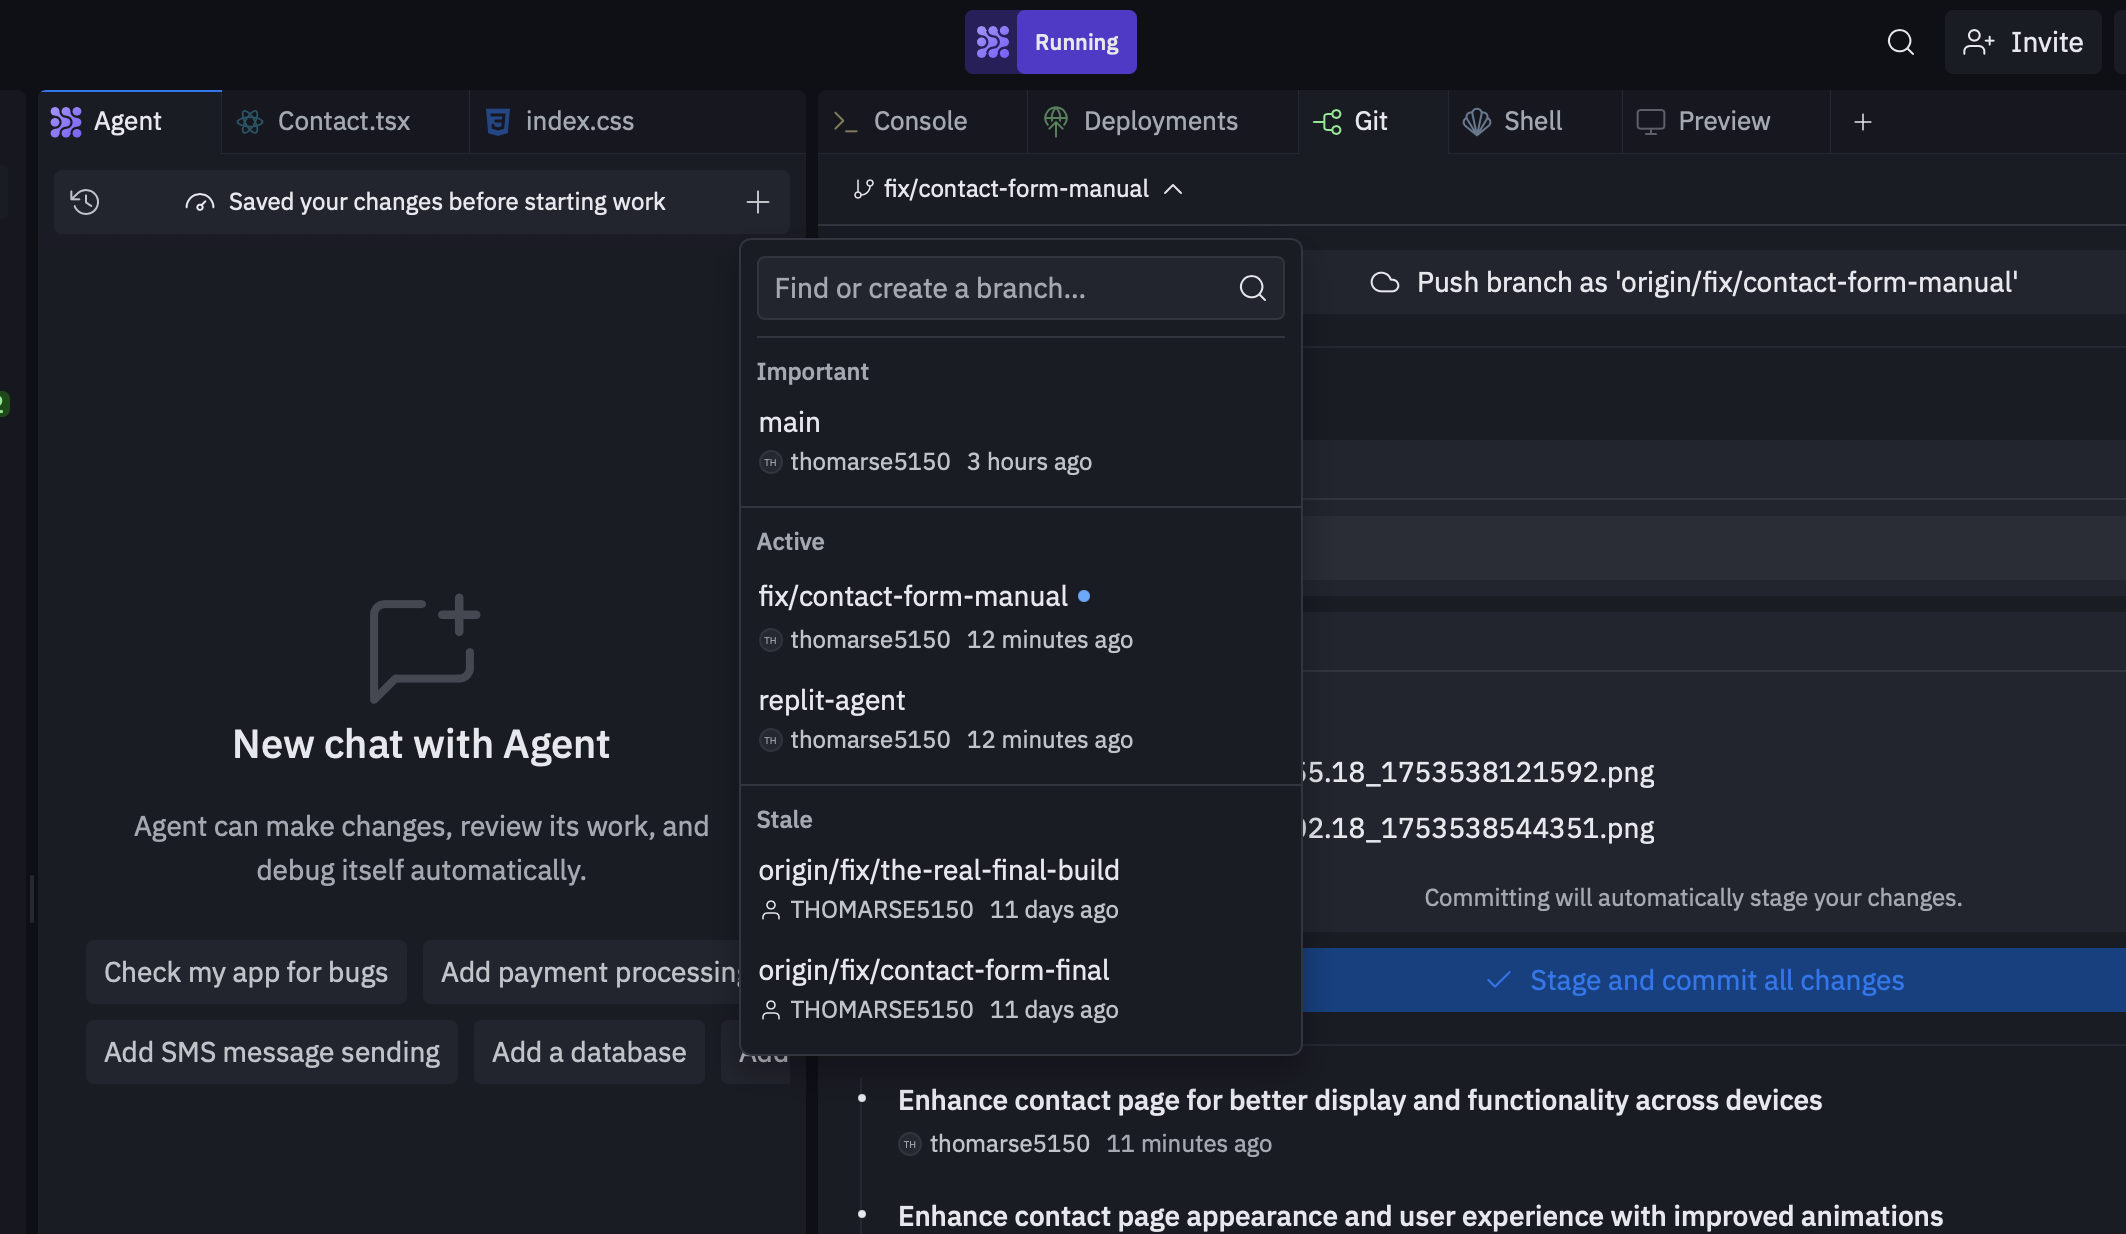 Running
Invite
Agent
Contact.tsx
index.css
Console
Deployments
Git
Shell
Preview
Saved your changes before starting work
fix/contact-form-manual
Find or create a branch...
Push branch as 'origin/fix/contact-form-manual'
Important
main
TH thomarse5150 3 hours ago
Active
fix/contact-form-manual
TH thomarse5150 12 minutes ago
replit-agent
TH thomarse5150 12 minutes ago
Stale
origin/fix/the-real-final-build
THOMARSE5150 11 days ago
origin/fix/contact-form-final
THOMARSE5150 11 days ago
New chat with Agent
Agent can make changes, review its work, and
debug itself automatically.
Check my app for bugs
Add payment processing
Add SMS message sending
Add a database
Add
5.18_1753538121592.png
2.18_1753538544351.png
Committing will automatically stage your changes.
Stage and commit all changes
Enhance contact page for better display and functionality across devices
TH thomarse5150 11 minutes ago
Enhance contact page appearance and user experience with improved animations